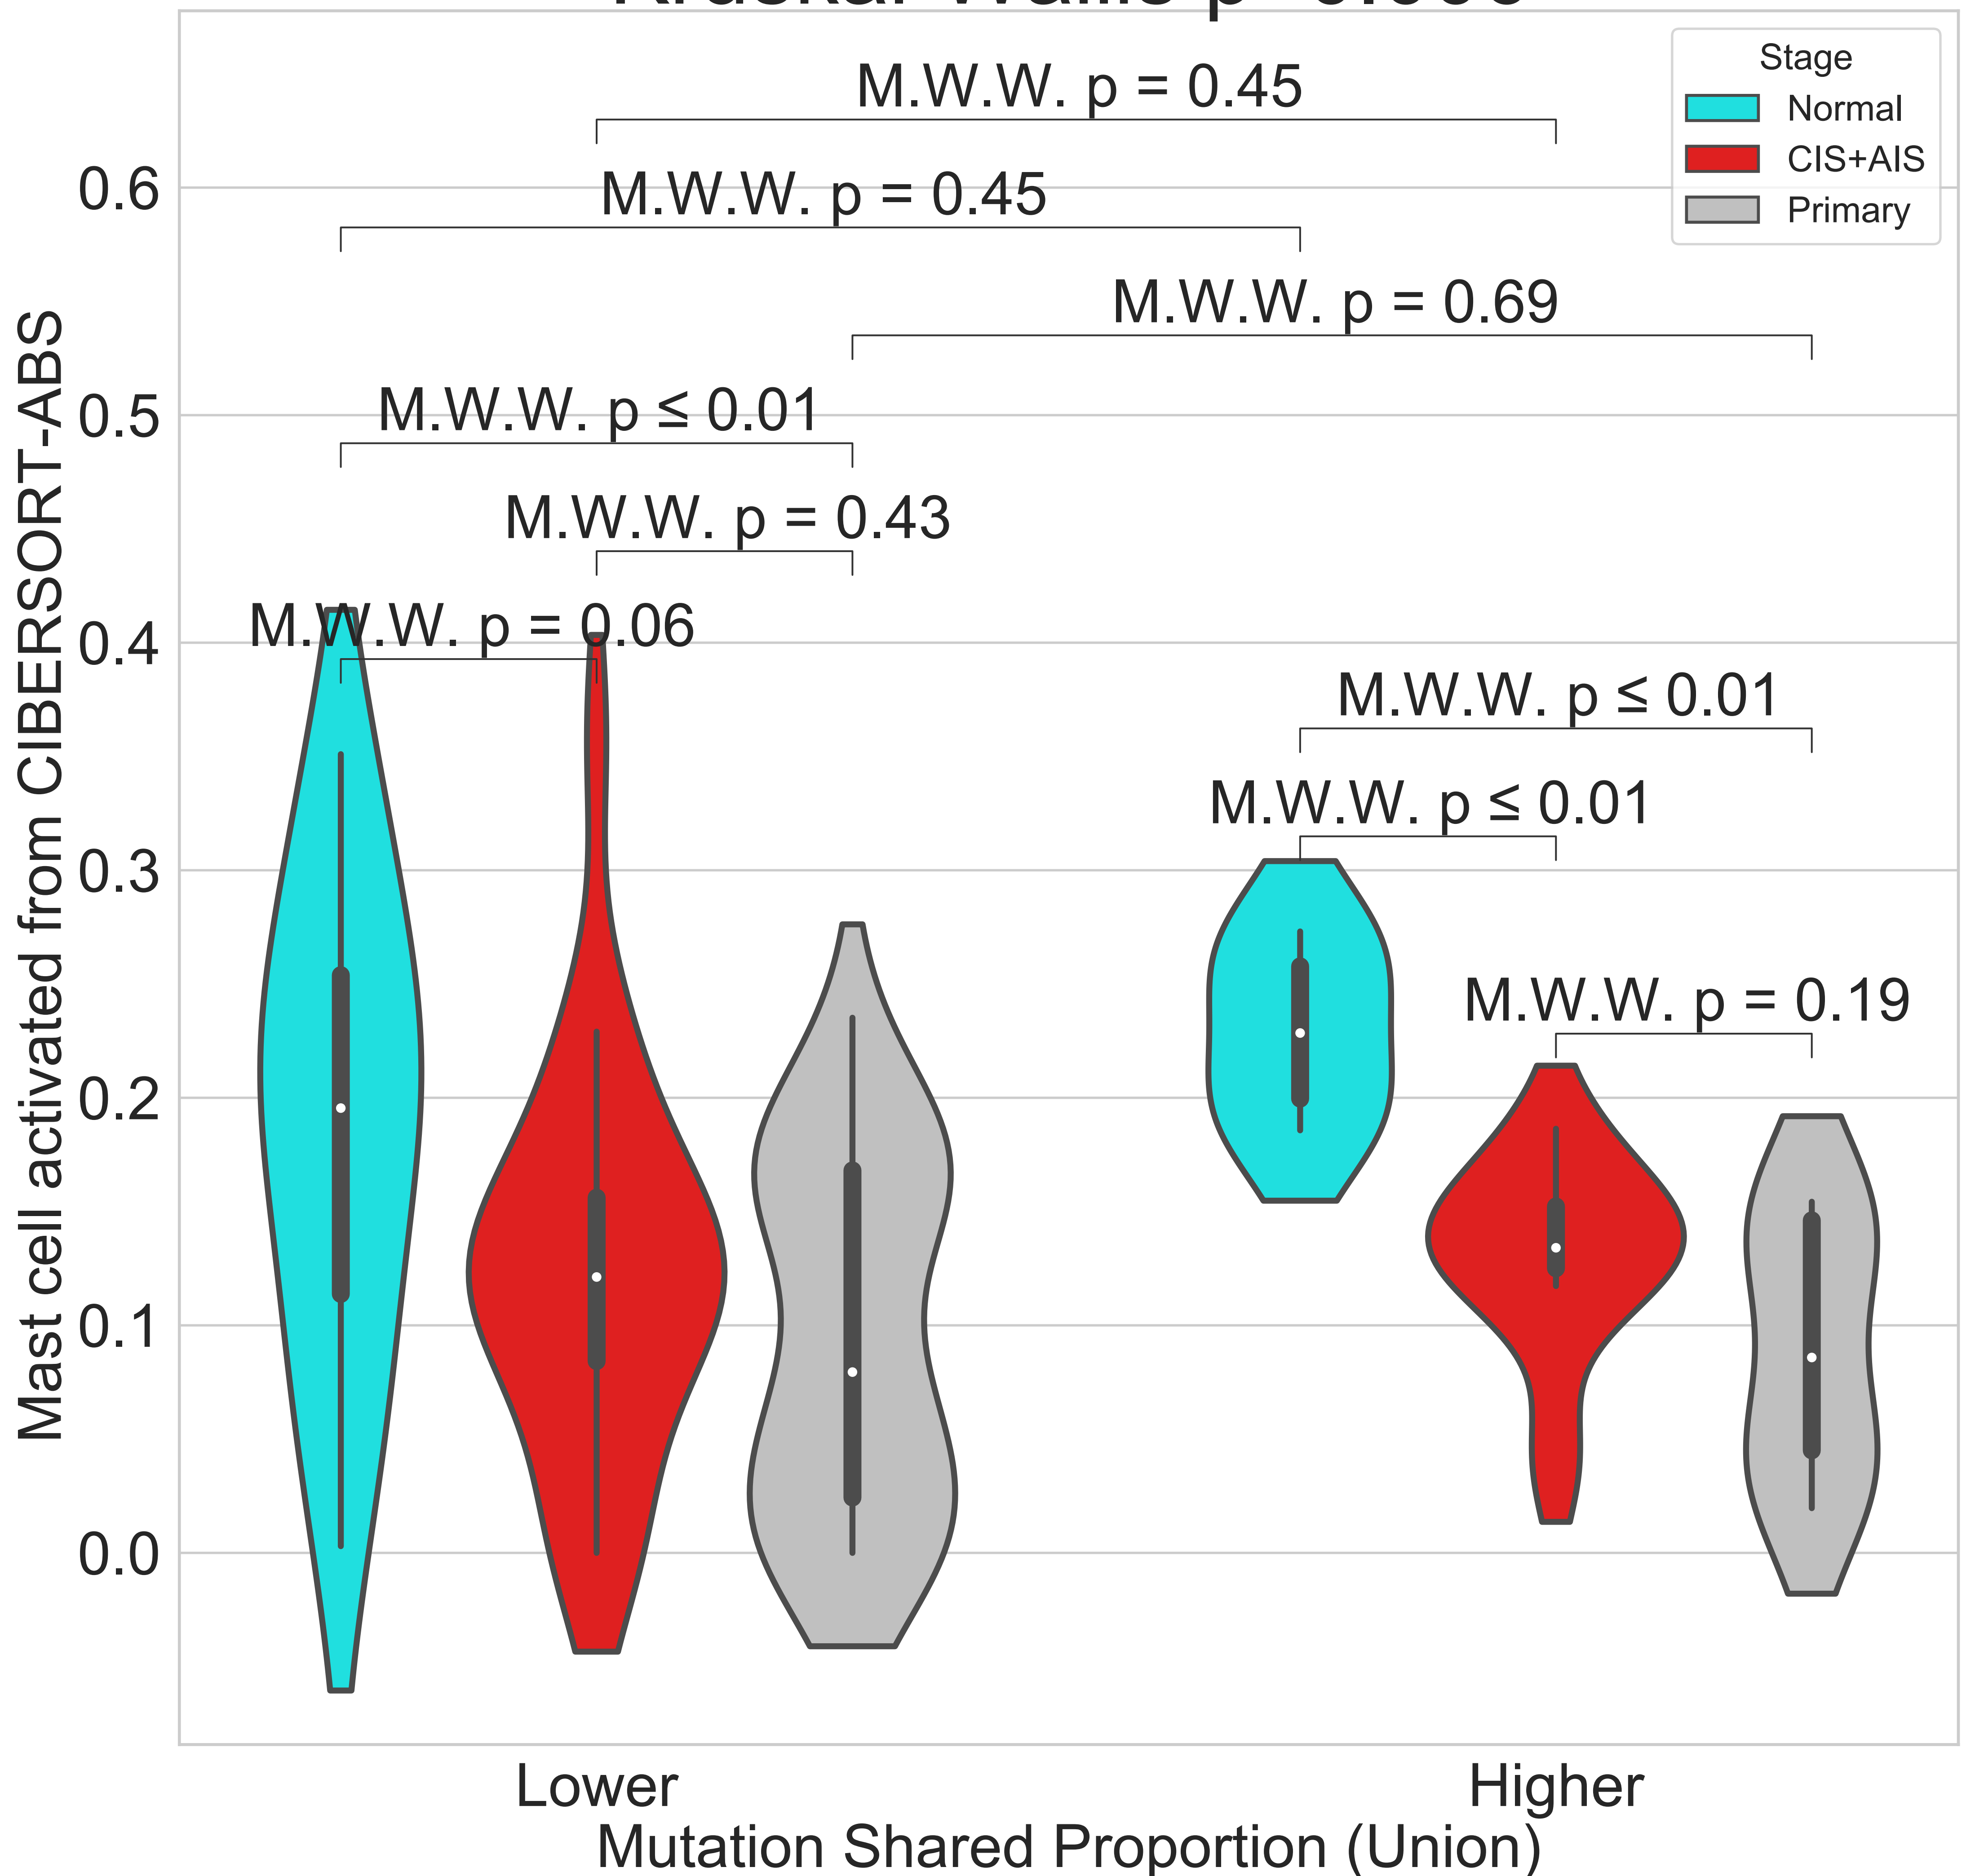 Stage
Normal
CIS+AIS
Primary
M.W.W. p = 0.45
M.W.W. p = 0.45
M.W.W. p = 0.69
M.W.W. p ≤ 0.01
M.W.W. p = 0.43
M.W.W. p = 0.06
M.W.W. p ≤ 0.01
M.W.W. p ≤ 0.01
M.W.W. p = 0.19
Mast cell activated from CIBERSORT-ABS
0.6
0.5
0.4
0.3
0.2
0.1
0.0
Lower
Higher
Mutation Shared Proportion (Union)